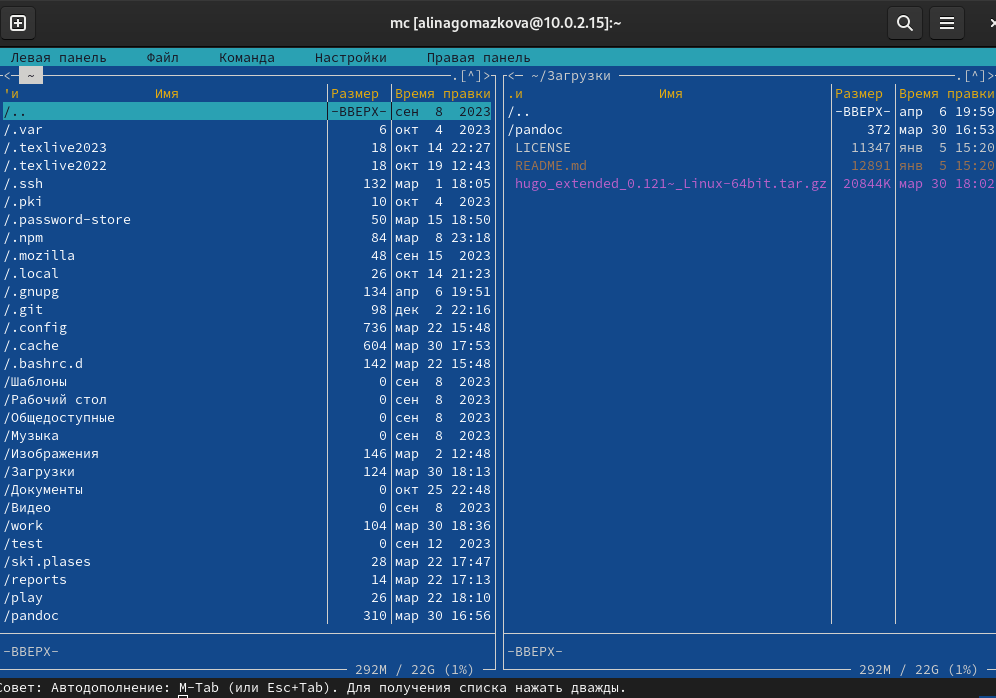 mc [alinagomazkova@10.0.2.15]:~
Левая панель Файл Команда Настройки Правая панель
<─ ~ .[^]> <─ ~/Загрузки .[^]>
'и Имя Размер Время правки .и Имя Размер Время правки
/.. -ВВЕРХ- сен 8 2023 /.. -ВВЕРХ- апр 6 19:59
/.var 6 окт 4 2023 /pandoc 372 мар 30 16:53
/.texlive2023 18 окт 14 22:27 LICENSE 11347 янв 5 15:20
/.texlive2022 18 окт 19 12:43 README.md 12891 янв 5 15:20
/.ssh 132 мар 1 18:05 hugo_extended_0.121~_Linux-64bit.tar.gz 20844K мар 30 18:02
/.pki 10 окт 4 2023
/.password-store 50 мар 15 18:50
/.npm 84 мар 8 23:18
/.mozilla 48 сен 15 2023
/.local 26 окт 14 21:23
/.gnupg 134 апр 6 19:51
/.git 98 дек 2 22:16
/.config 736 мар 22 15:48
/.cache 604 мар 30 17:53
/.bashrc.d 142 мар 22 15:48
/Шаблоны 0 сен 8 2023
/Рабочий стол 0 сен 8 2023
/Общедоступные 0 сен 8 2023
/Музыка 0 сен 8 2023
/Изображения 146 мар 2 12:48
/Загрузки 124 мар 30 18:13
/Документы 0 окт 25 22:48
/Видео 0 сен 8 2023
/work 104 мар 30 18:36
/test 0 сен 12 2023
/ski.plases 28 мар 22 17:47
/reports 14 мар 22 17:13
/play 26 мар 22 18:10
/pandoc 310 мар 30 16:56
-ВВЕРХ- -ВВЕРХ-
292M / 22G (1%) 292M / 22G (1%)
Совет: Автодополнение: M-Tab (или Esc+Tab). Для получения списка нажать дважды.